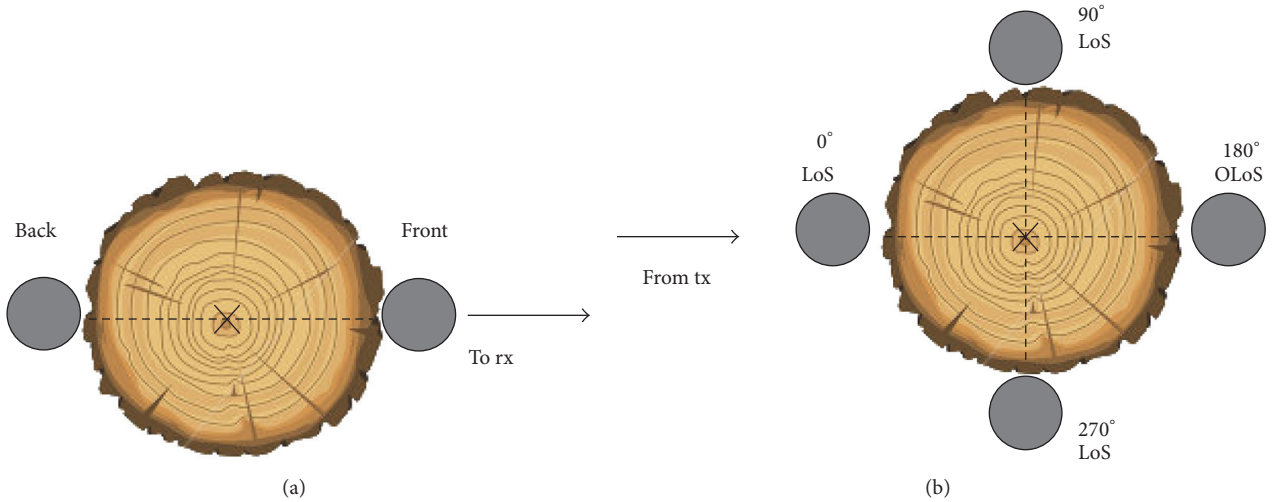 Back
Front
To rx
(a)
From tx
90°
LoS
0°
LoS
180°
OLoS
270°
LoS
(b)